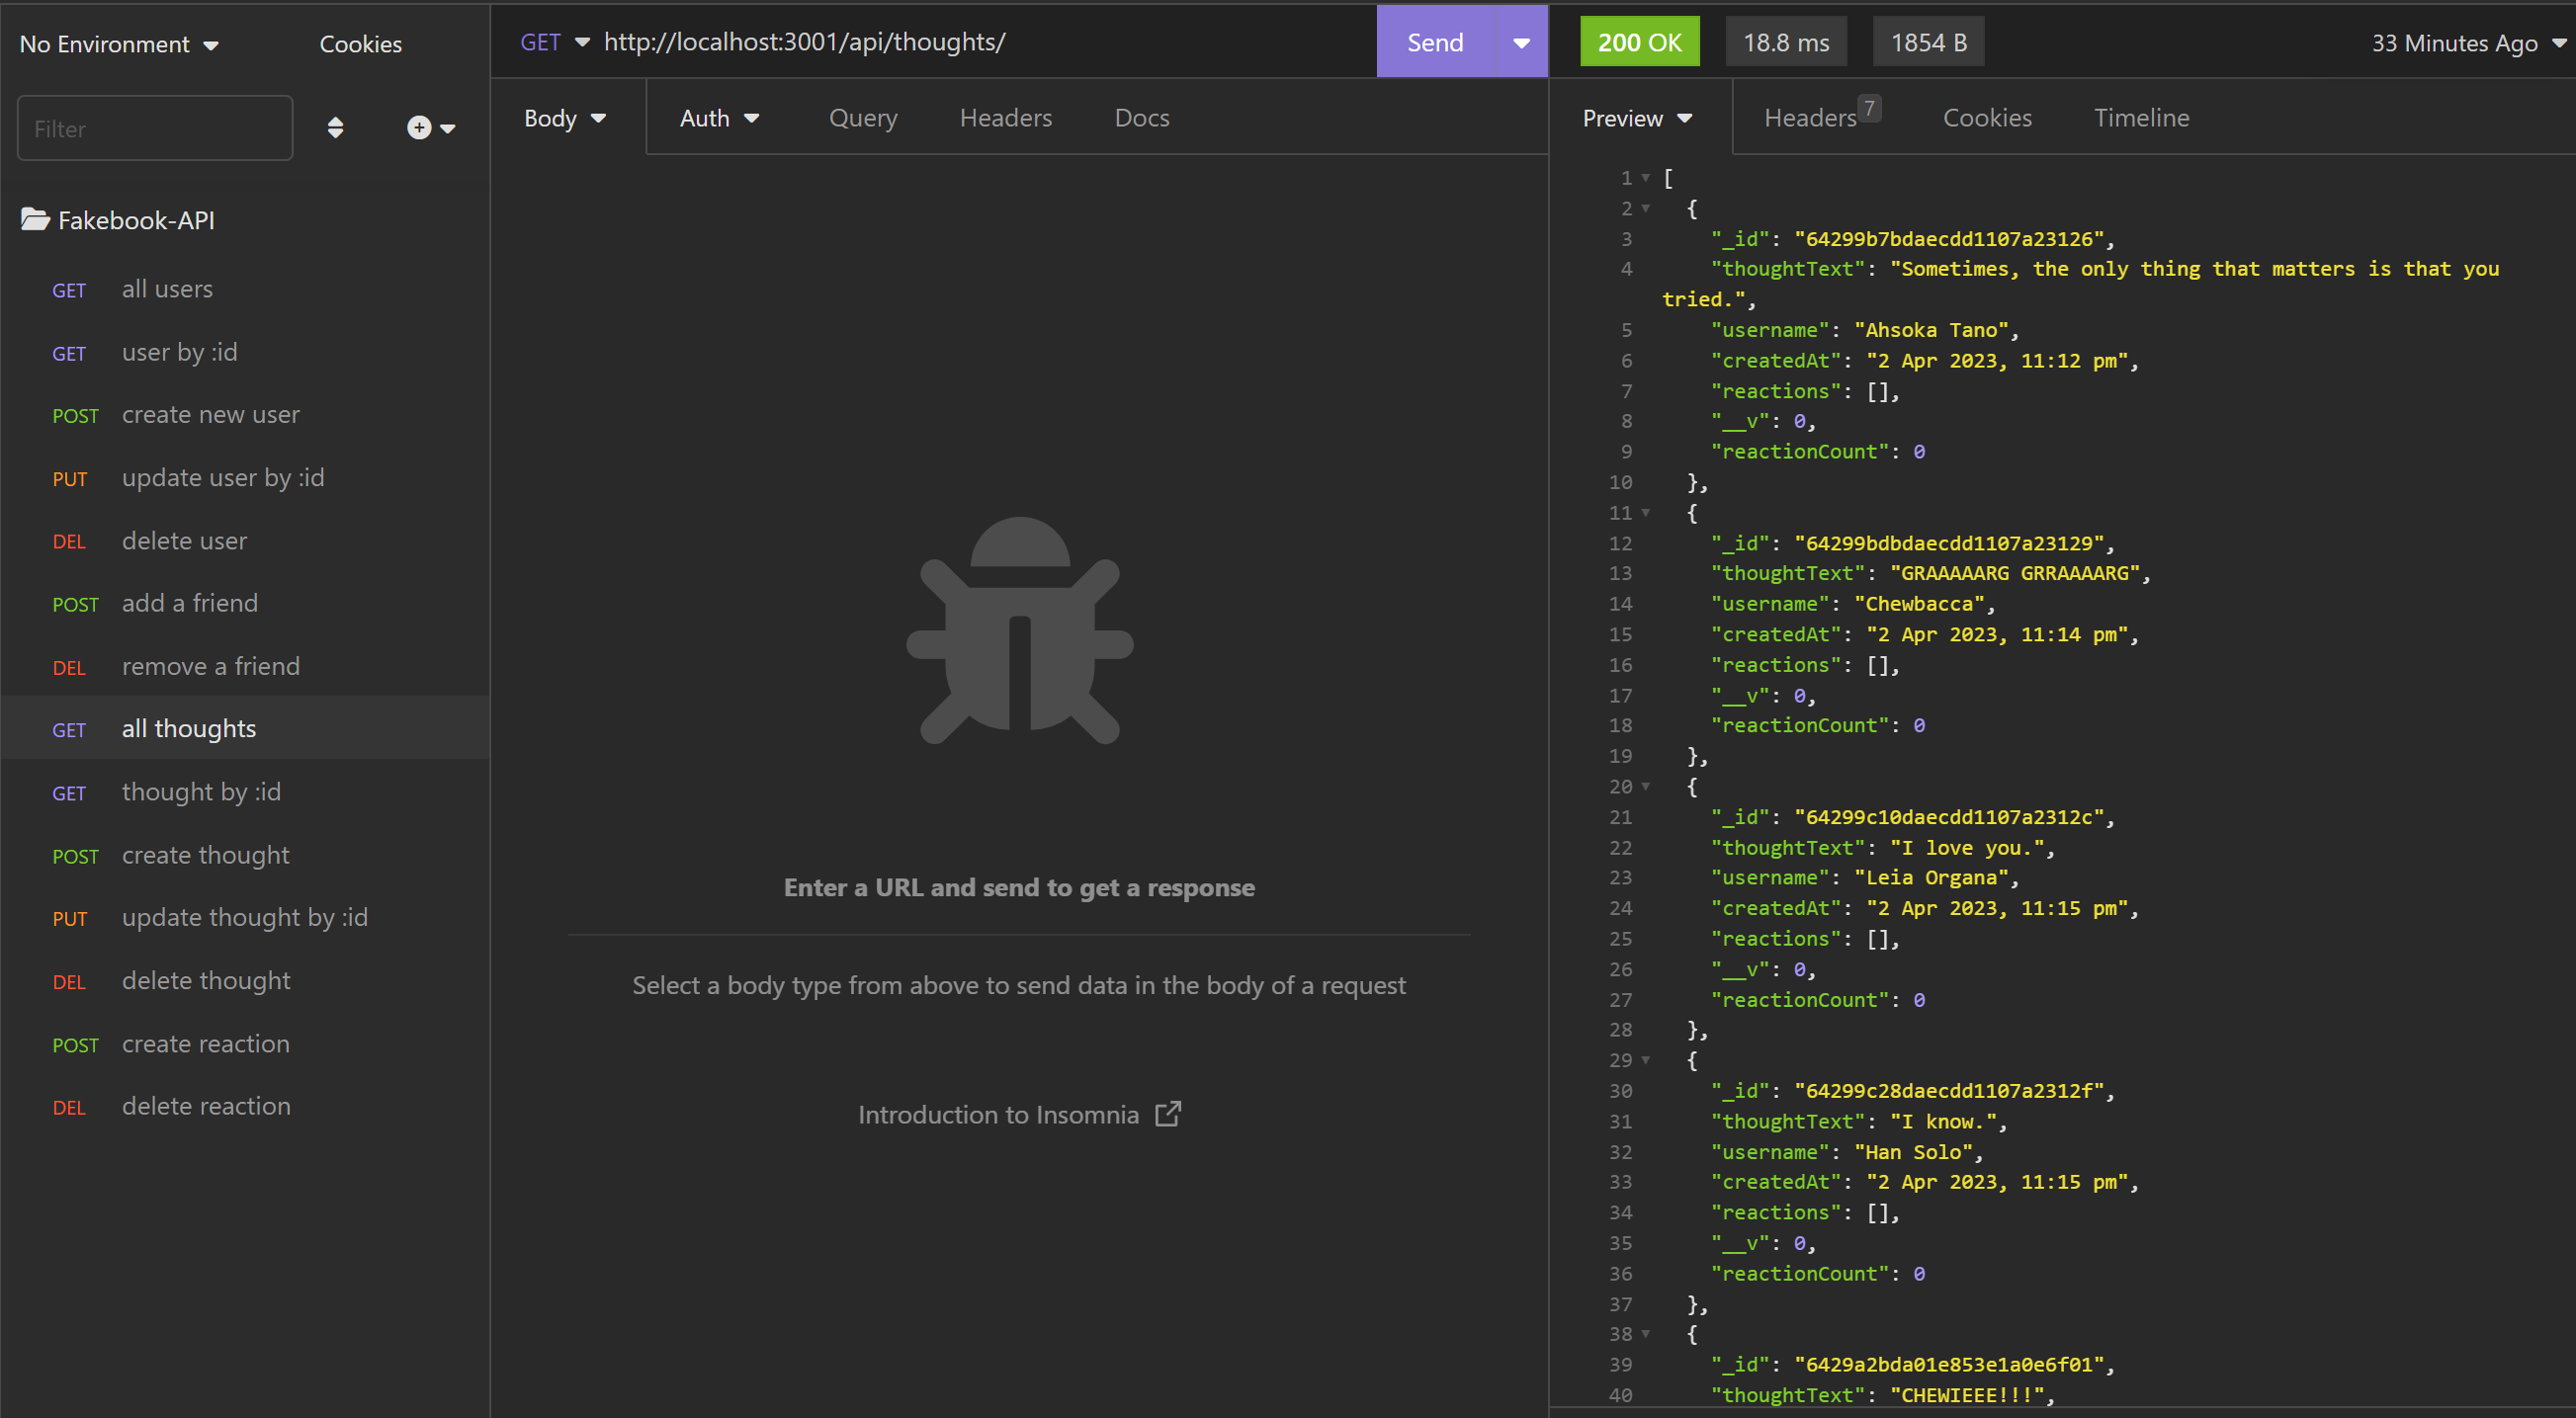 No Environment Cookies
Filter
Fakebook-API
GET all users
GET user by :id
POST create new user
PUT update user by :id
DEL delete user
POST add a friend
DEL remove a friend
GET all thoughts
GET thought by :id
POST create thought
PUT update thought by :id
DEL delete thought
POST create reaction
DEL delete reaction
GET http://localhost:3001/api/thoughts/ Send
Body Auth Query Headers Docs
Enter a URL and send to get a response
Select a body type from above to send data in the body of a request
Introduction to Insomnia
200 OK 18.8 ms 1854 B 33 Minutes Ago
Preview Headers 7 Cookies Timeline
1 [
2 {
3 "_id": "64299b7bdaecdd1107a23126",
4 "thoughtText": "Sometimes, the only thing that matters is that you
tried.",
5 "username": "Ahsoka Tano",
6 "createdAt": "2 Apr 2023, 11:12 pm",
7 "reactions": [],
8 "__v": 0,
9 "reactionCount": 0
10 },
11 {
12 "_id": "64299bdbdaecdd1107a23129",
13 "thoughtText": "GRAAAAARG GRRAAAARG",
14 "username": "Chewbacca",
15 "createdAt": "2 Apr 2023, 11:14 pm",
16 "reactions": [],
17 "__v": 0,
18 "reactionCount": 0
19 },
20 {
21 "_id": "64299c10daecdd1107a2312c",
22 "thoughtText": "I love you.",
23 "username": "Leia Organa",
24 "createdAt": "2 Apr 2023, 11:15 pm",
25 "reactions": [],
26 "__v": 0,
27 "reactionCount": 0
28 },
29 {
30 "_id": "64299c28daecdd1107a2312f",
31 "thoughtText": "I know.",
32 "username": "Han Solo",
33 "createdAt": "2 Apr 2023, 11:15 pm",
34 "reactions": [],
35 "__v": 0,
36 "reactionCount": 0
37 },
38 {
39 "_id": "6429a2bda01e853e1a0e6f01",
40 "thoughtText": "CHEWIEEE!!!",